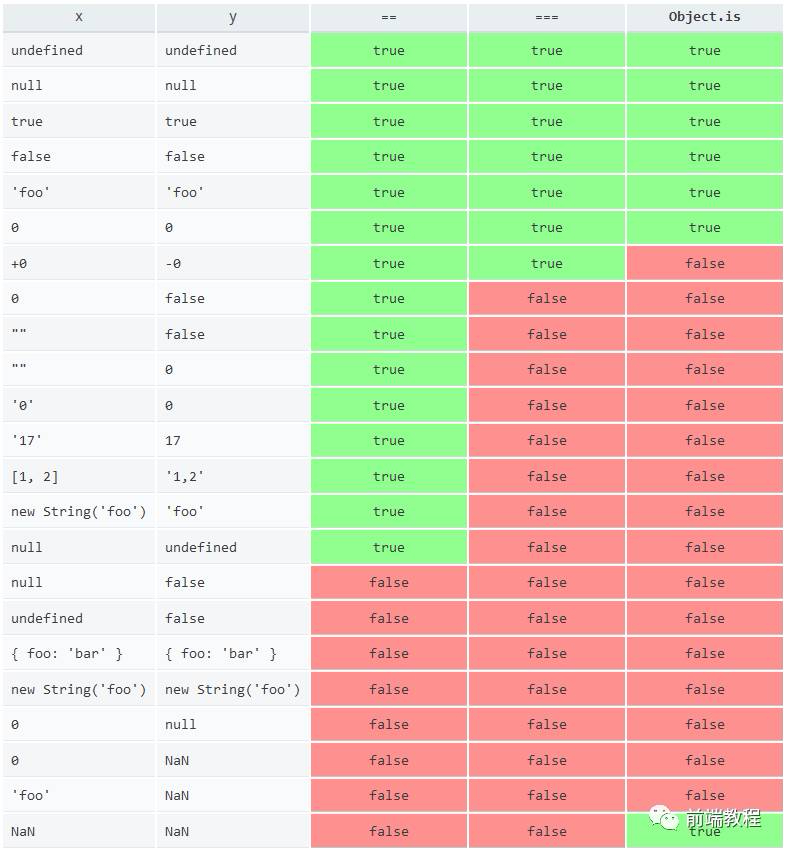 x y == === Object.is
undefined undefined true true true
null null true true true
true true true true true
false false true true true
'foo' 'foo' true true true
0 0 true true true
+0 -0 true true false
0 false true false false
"" false true false false
"" 0 true false false
'0' 0 true false false
'17' 17 true false false
[1, 2] '1,2' true false false
new String('foo') 'foo' true false false
null undefined true false false
null false false false false
undefined false false false false
{ foo: 'bar' } { foo: 'bar' } false false false
new String('foo') new String('foo') false false false
0 null false false false
0 NaN false false false
'foo' NaN false false false
NaN NaN false false true
前端教程